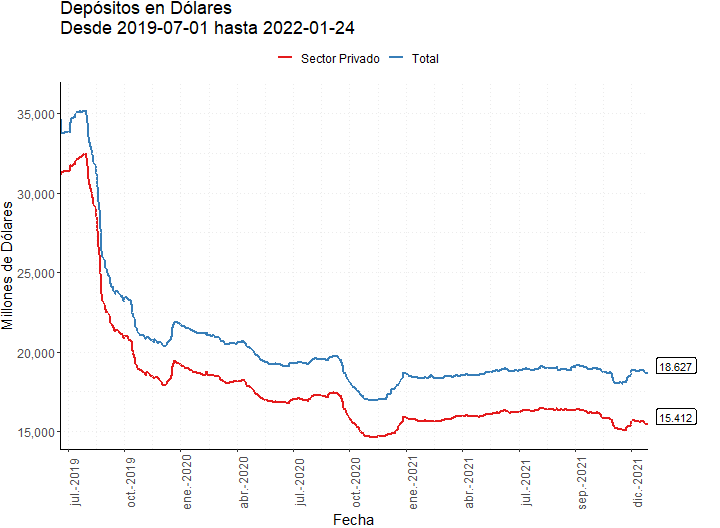 Depósitos en Dólares
Desde 2019-07-01 hasta 2022-01-24
Sector Privado
Total
Millones de Dólares
35,000
30,000
25,000
20,000
15,000
18.627
15.412
jul.-2019
oct.-2019
ene.-2020
abr.-2020
jul.-2020
oct.-2020
ene.-2021
abr.-2021
jul.-2021
sep.-2021
dic.-2021
Fecha